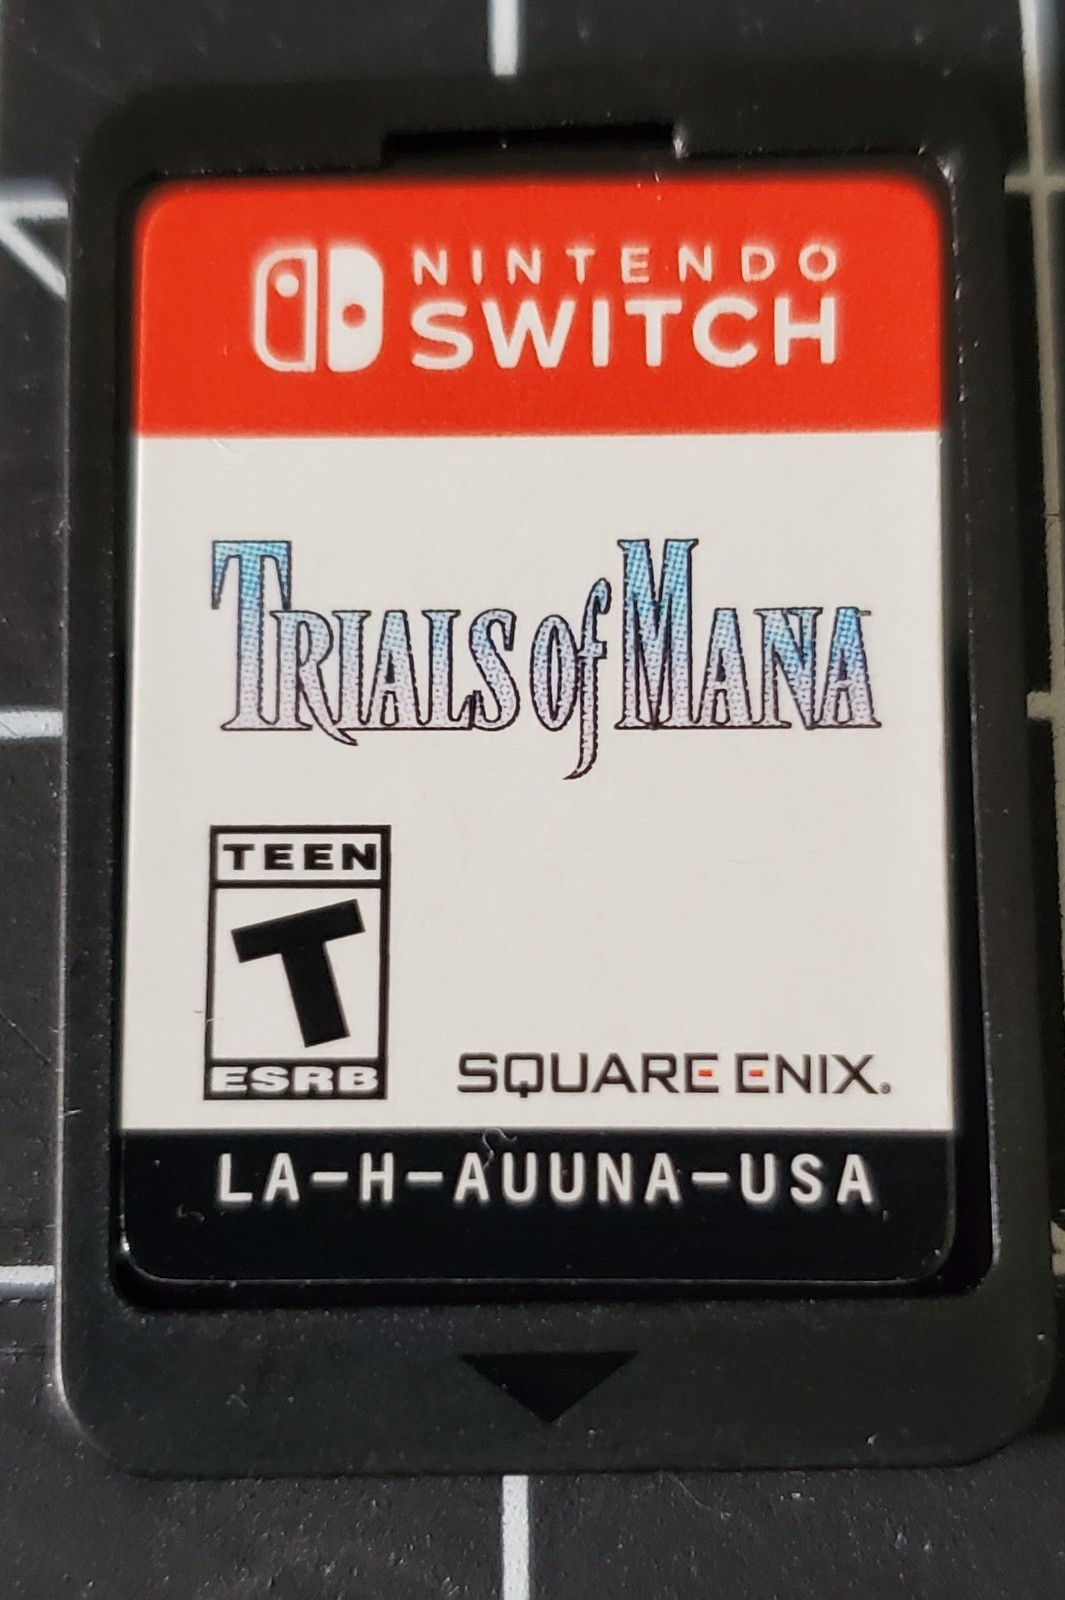 NINTENDO
SWITCH
TRIALS of MANA
TEEN
T
ESRB
SQUARE ENIX®
LA-H-AUUNA-USA